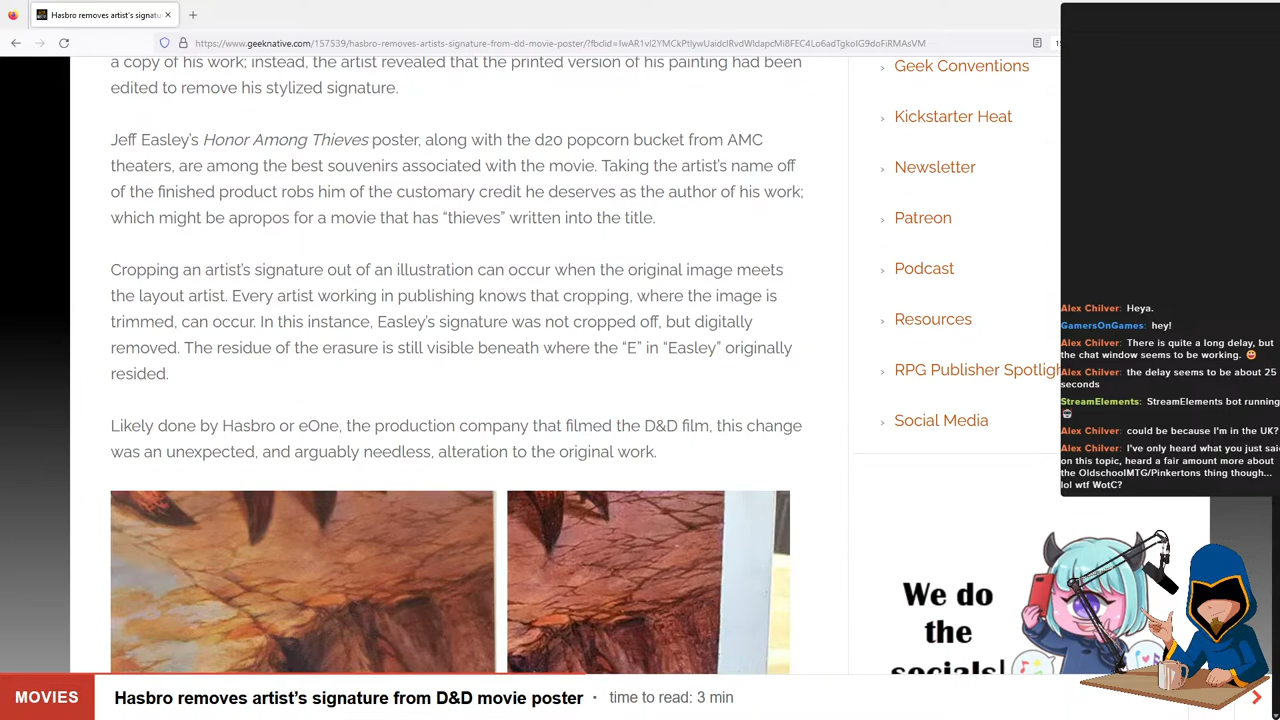 Hasbro removes artist's signatu
https://www.geeknative.com/157539/hasbro-removes-artists-signature-from-dd-movie-poster/?fbclid=IwAR1vl2YMCkPtIywUaidcIRvdWldapcMi8FEC4Lo6adTgkoIG9doFiRMAsVM
a copy of his work; instead, the artist revealed that the printed version of his painting had been
edited to remove his stylized signature.
Jeff Easley's Honor Among Thieves poster, along with the d20 popcorn bucket from AMC
theaters, are among the best souvenirs associated with the movie. Taking the artist's name off
of the finished product robs him of the customary credit he deserves as the author of his work;
which might be apropos for a movie that has “thieves” written into the title.
Cropping an artist's signature out of an illustration can occur when the original image meets
the layout artist. Every artist working in publishing knows that cropping, where the image is
trimmed, can occur. In this instance, Easley's signature was not cropped off, but digitally
removed. The residue of the erasure is still visible beneath where the “E” in “Easley” originally
resided.
Likely done by Hasbro or eOne, the production company that filmed the D&D film, this change
was an unexpected, and arguably needless, alteration to the original work.
Geek Conventions
Kickstarter Heat
Newsletter
Patreon
Podcast
Resources
RPG Publisher Spotligh
Social Media
We do
the
socials!
Alex Chilver: Heya.
GamersOnGames: hey!
Alex Chilver: There is quite a long delay, but
the chat window seems to be working.
Alex Chilver: the delay seems to be about 25
seconds
StreamElements: StreamElements bot running
Alex Chilver: could be because I'm in the UK?
Alex Chilver: I've only heard what you just sai
on this topic, heard a fair amount more about
the OldschoolMTG/Pinkertons thing though...
lol wtf WotC?
MOVIES Hasbro removes artist's signature from D&D movie poster · time to read: 3 min